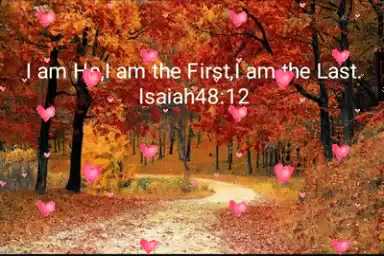 I am He,I am the First,I am the Last.
Isaiah48:12